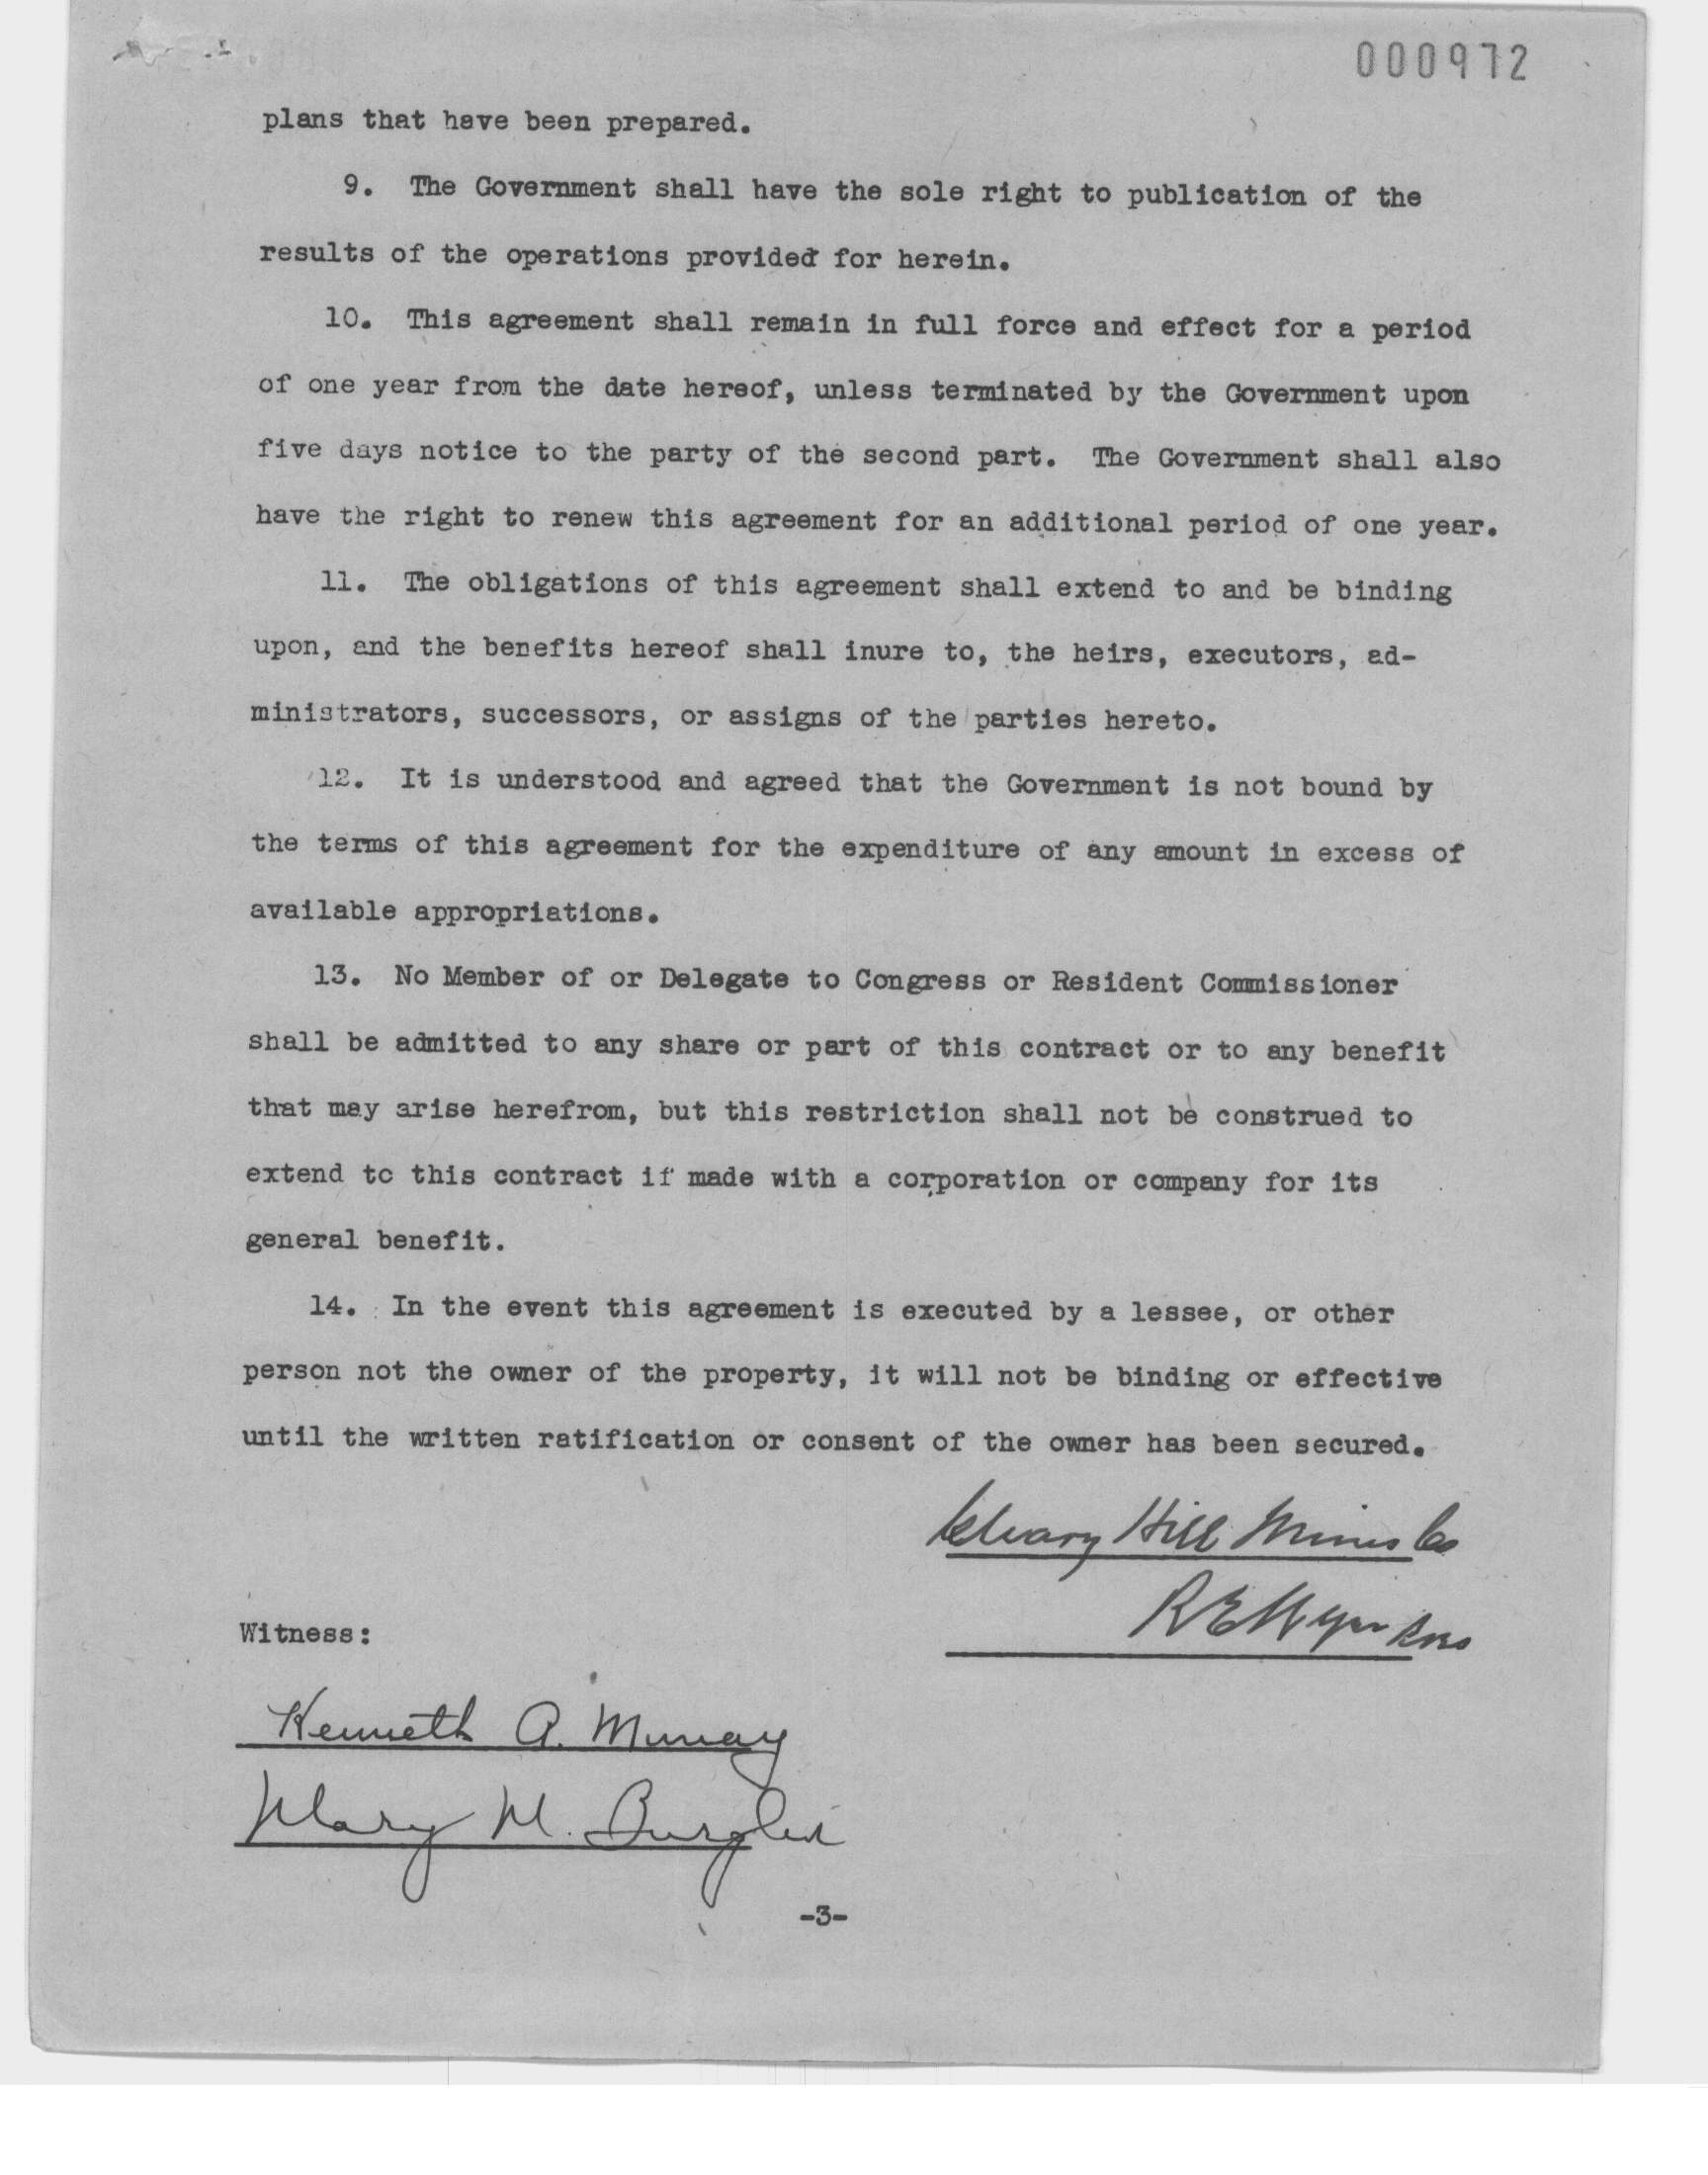 000972
plans that have been prepared.
9. The Government shall have the sole right to publication of the
results of the operations provided for herein.
10. This agreement shall remain in full force and effect for a period
of one year from the date hereof, unless terminated by the Government upon
five days notice to the party of the second part. The Government shall also
have the right to renew this agreement for an additional period of one year.
11. The obligations of this agreement shall extend to and be binding
upon, and the benefits hereof shall inure to, the heirs, executors, ad-
ministrators, successors, or assigns of the parties hereto.
12. It is understood and agreed that the Government is not bound by
the terms of this agreement for the expenditure of any amount in excess of
available appropriations.
13. No Member of or Delegate to Congress or Resident Commissioner
shall be admitted to any share or part of this contract or to any benefit
that may arise herefrom, but this restriction shall not be construed to
extend to this contract if made with a corporation or company for its
general benefit.
14. In the event this agreement is executed by a lessee, or other
person not the owner of the property, it will not be binding or effective
until the written ratification or consent of the owner has been secured.
Cleary Hill Mines Co
R E
Witness:
Kenneth A. Murray
Mary M. Burglin
-3-